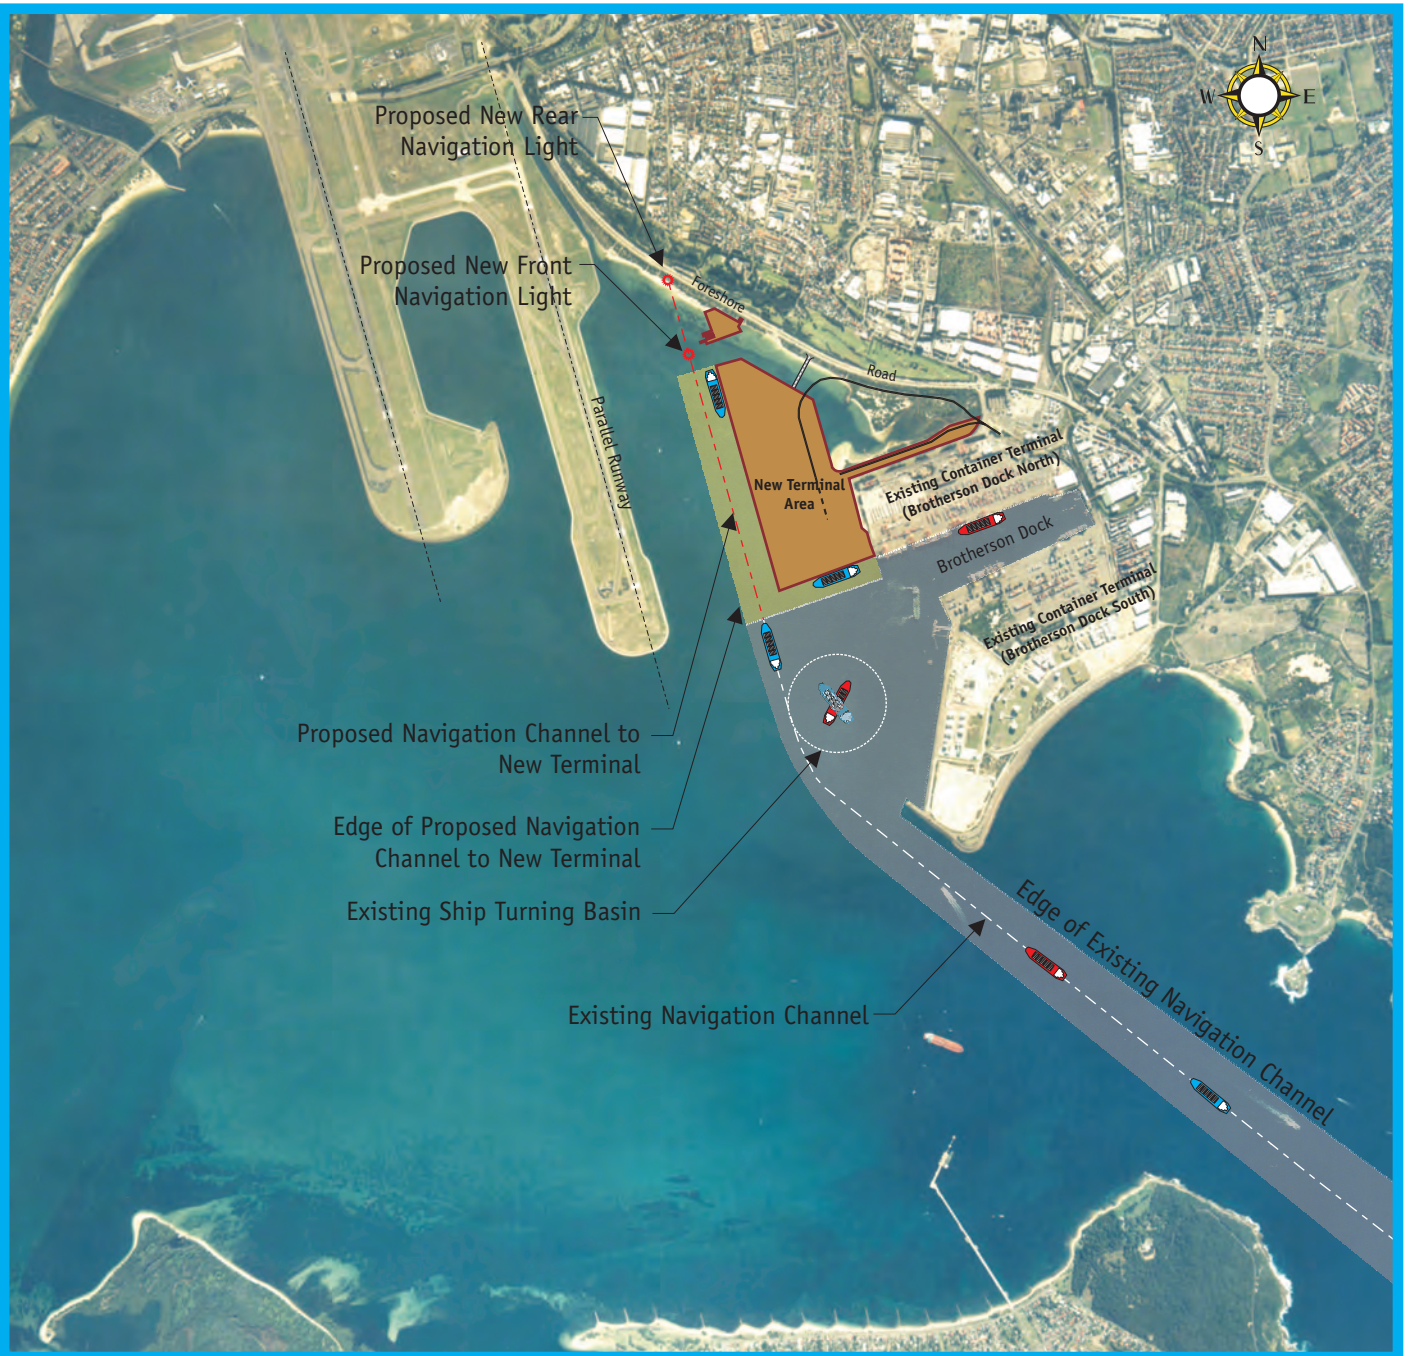 N
W E
S
Proposed New Rear
Navigation Light
Proposed New Front
Navigation Light
Foreshore
Road
Parallel Runway
New Terminal
Area
Existing Container Terminal
(Brotherson Dock North)
Brotherson Dock
Existing Container Terminal
(Brotherson Dock South)
Proposed Navigation Channel to
New Terminal
Edge of Proposed Navigation
Channel to New Terminal
Existing Ship Turning Basin
Edge of Existing Navigation Channel
Existing Navigation Channel